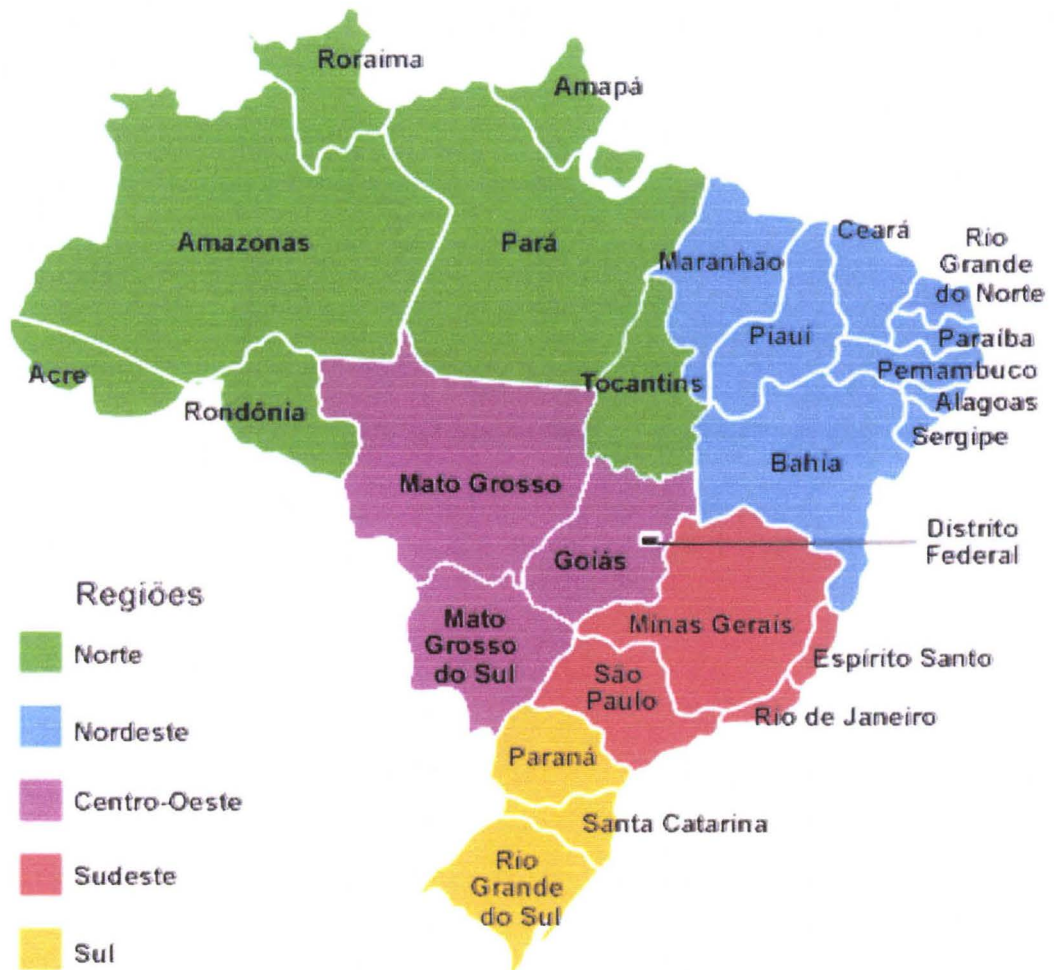 Roraima
Amapá
Amazonas
Pará
Maranhão
Ceará
Rio
Grande
do Norte
Piauí
Paraíba
Pernambuco
Acre
Rondônia
Tocantins
Alagoas
Sergipe
Bahia
Mato Grosso
Goiás
Distrito
Federal
Mato
Grosso
do Sul
Minas Gerais
Espírito Santo
São
Paulo
Rio de Janeiro
Paraná
Santa Catarina
Rio
Grande
do Sul
Regiões
Norte
Nordeste
Centro-Oeste
Sudeste
Sul